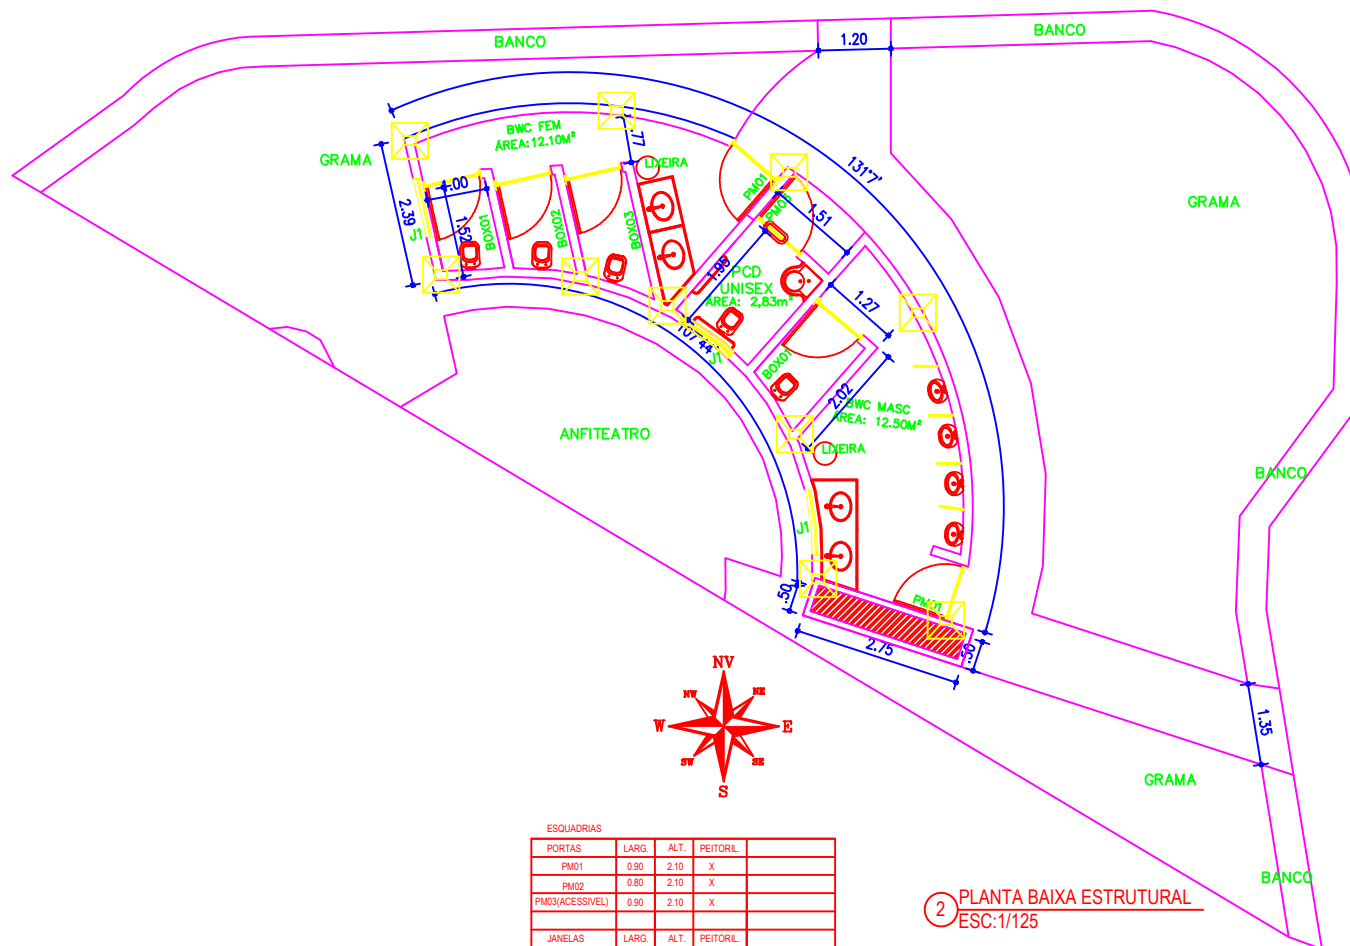 BANCO
1.20
BANCO
BWC FEM
ÁREA:12.10M²
.77
GRAMA
LIXEIRA
131°7'
PM01
PM03
1.00
2.39
1.52
J1
BOX01
BOX02
BOX03
1.51
GRAMA
1.95
PCD
UNISEX
ÁREA: 2,83m²
1.27
107°44'
J1
BOX01
2.02
BWC MASC
ÁREA: 12.50M²
ANFITEATRO
LIXEIRA
BANCO
J1
.50
PM01
2.75
.50
NV
NW
NE
W
E
SW
SE
S
1.35
GRAMA
BANCO
ESQUADRIAS
PORTAS LARG. ALT. PEITORIL.
PM01 0.90 2.10 X
PM02 0.80 2.10 X
PM03(ACESSIVEL) 0.90 2.10 X
JANELAS LARG. ALT. PEITORIL.
2 PLANTA BAIXA ESTRUTURAL
ESC:1/125